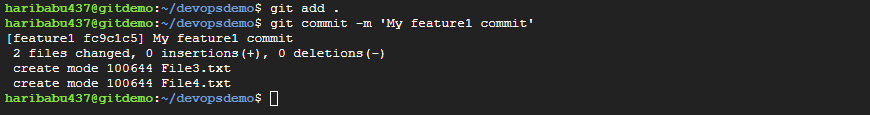 haribabu437@gitdemo:~/devopsdemo$ git add .
haribabu437@gitdemo:~/devopsdemo$ git commit -m 'My feature1 commit'
[feature1 fc9c1c5] My feature1 commit
 2 files changed, 0 insertions(+), 0 deletions(-)
 create mode 100644 File3.txt
 create mode 100644 File4.txt
haribabu437@gitdemo:~/devopsdemo$